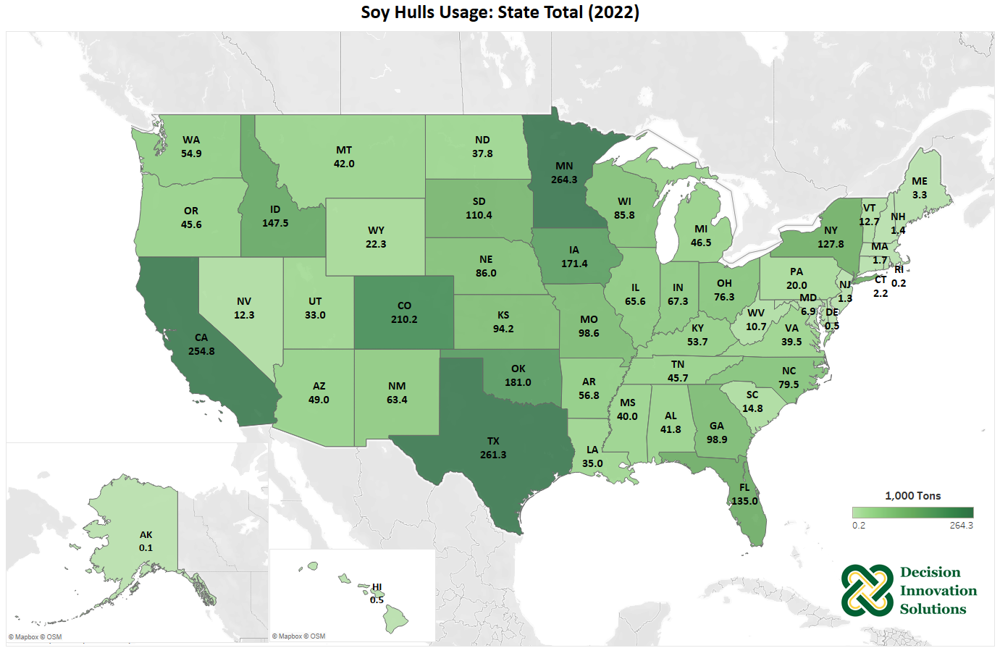 Soy Hulls Usage: State Total (2022)
WA
54.9
MT
42.0
ND
37.8
MN
264.3
OR
45.6
ID
147.5
WY
22.3
SD
110.4
WI
85.8
MI
46.5
ME
3.3
VT
12.7
NH
1.4
NY
127.8
MA
1.7
RI
0.2
CT
2.2
IA
171.4
NE
86.0
PA
20.0
NJ
1.3
MD
6.9
DE
0.5
NV
12.3
UT
33.0
CO
210.2
KS
94.2
MO
98.6
IL
65.6
IN
67.3
OH
76.3
WV
10.7
VA
39.5
KY
53.7
CA
254.8
AZ
49.0
NM
63.4
OK
181.0
AR
56.8
TN
45.7
NC
79.5
SC
14.8
MS
40.0
AL
41.8
GA
98.9
TX
261.3
LA
35.0
FL
135.0
AK
0.1
HI
0.5
1,000 Tons
0.2
264.3
Decision
Innovation
Solutions
© Mapbox © OSM
© Mapbox © OSM